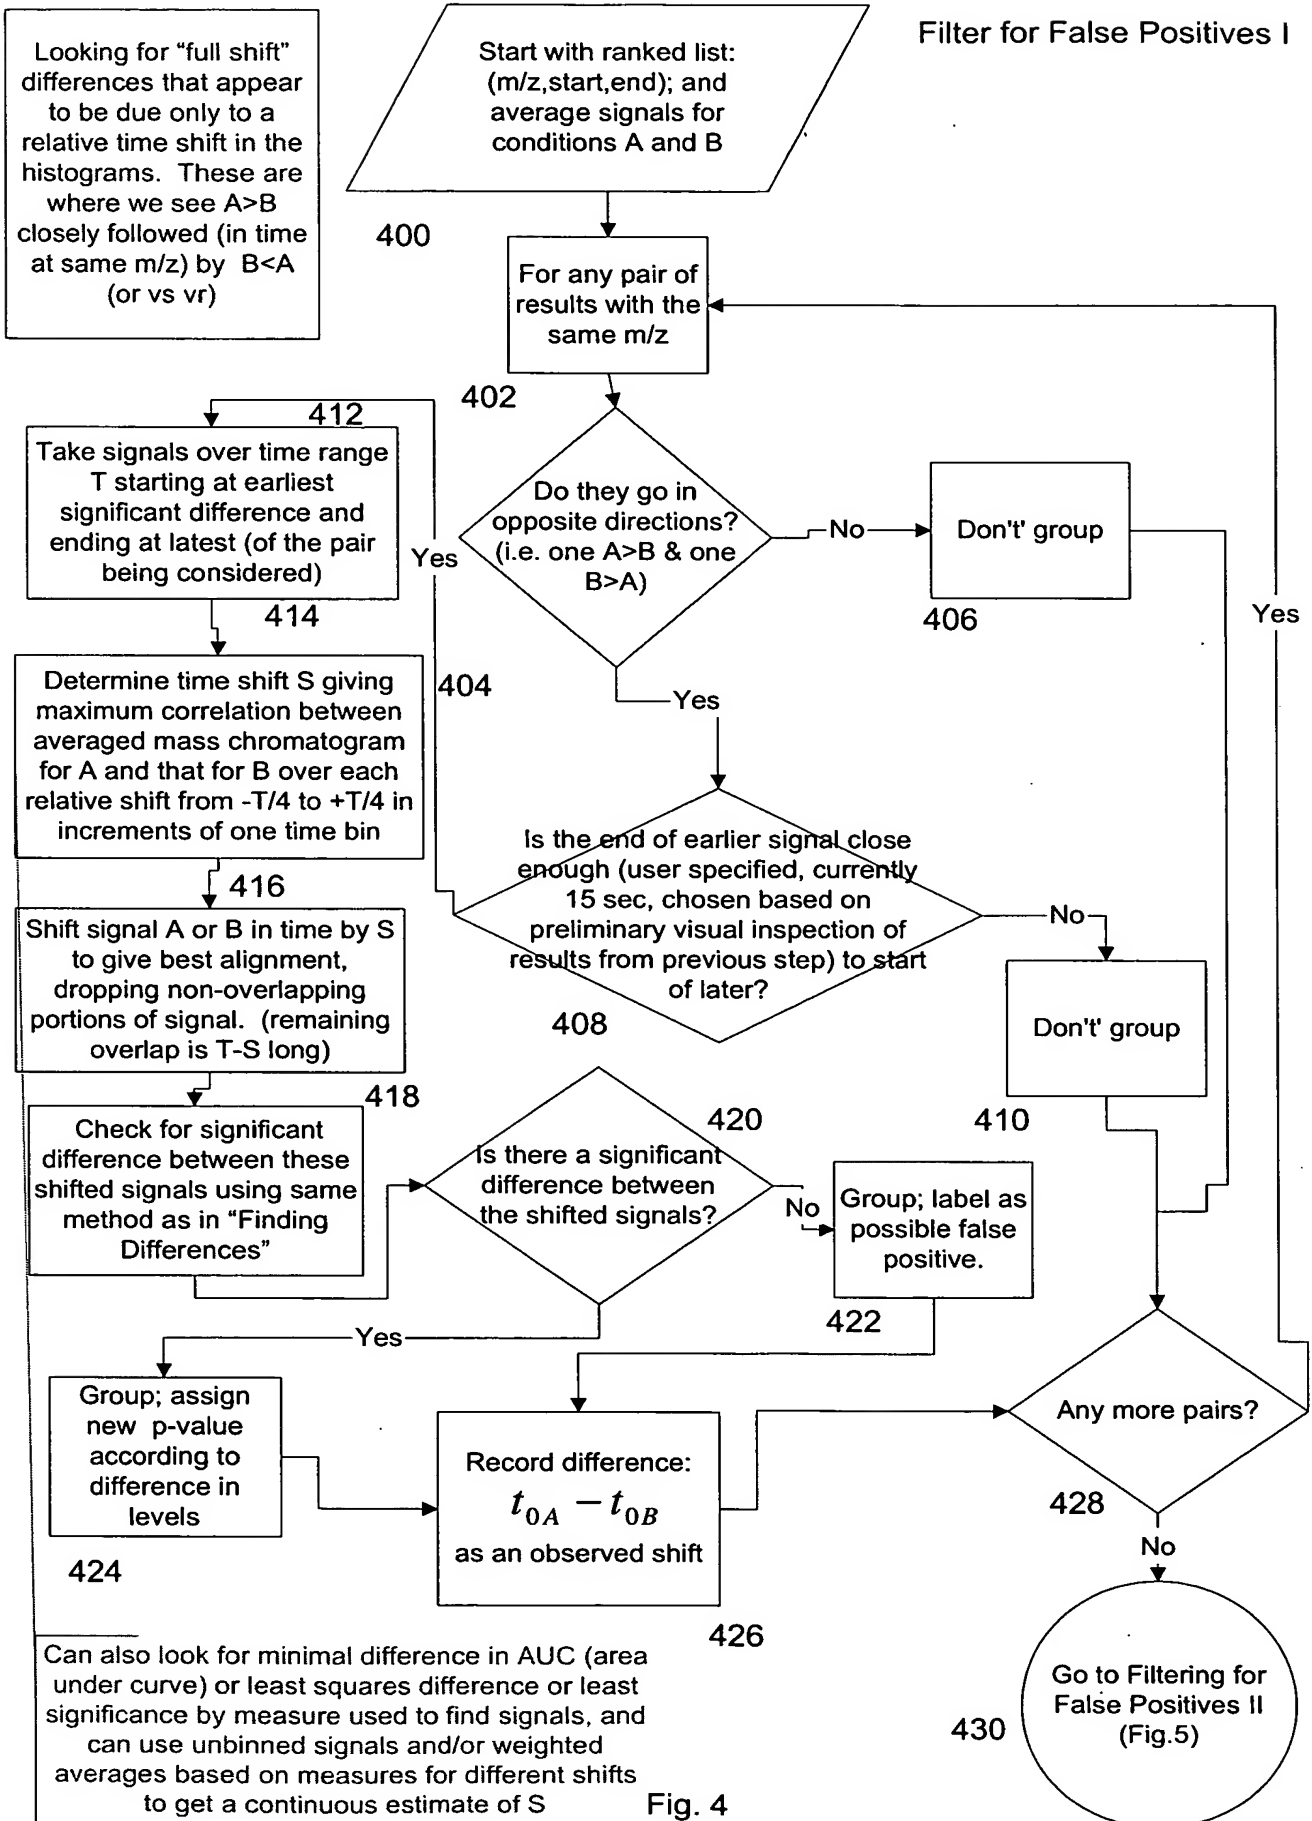 Filter for False Positives I
Looking for “full shift”
differences that appear
to be due only to a
relative time shift in the
histograms. These are
where we see A>B
closely followed (in time
at same m/z) by B<A
(or vs vr)
Start with ranked list:
(m/z,start,end); and
average signals for
conditions A and B
400
For any pair of
results with the
same m/z
402
Do they go in
opposite directions?
(i.e. one A>B & one
B>A)
404
No
Don't' group
406
Yes
Is the end of earlier signal close
enough (user specified, currently
15 sec, chosen based on
preliminary visual inspection of
results from previous step) to start
of later?
408
No
Don't' group
410
Yes
412
Take signals over time range
T starting at earliest
significant difference and
ending at latest (of the pair
being considered)
414
Determine time shift S giving
maximum correlation between
averaged mass chromatogram
for A and that for B over each
relative shift from -T/4 to +T/4 in
increments of one time bin
416
Shift signal A or B in time by S
to give best alignment,
dropping non-overlapping
portions of signal. (remaining
overlap is T-S long)
418
Check for significant
difference between these
shifted signals using same
method as in “Finding
Differences”
420
Is there a significant
difference between
the shifted signals?
No
Group; label as
possible false
positive.
422
Yes
Group; assign
new p-value
according to
difference in
levels
424
Record difference:
t0A − t0B
as an observed shift
426
Any more pairs?
428
Yes
No
Go to Filtering for
False Positives II
(Fig.5)
430
Can also look for minimal difference in AUC (area
under curve) or least squares difference or least
significance by measure used to find signals, and
can use unbinned signals and/or weighted
averages based on measures for different shifts
to get a continuous estimate of S
Fig. 4